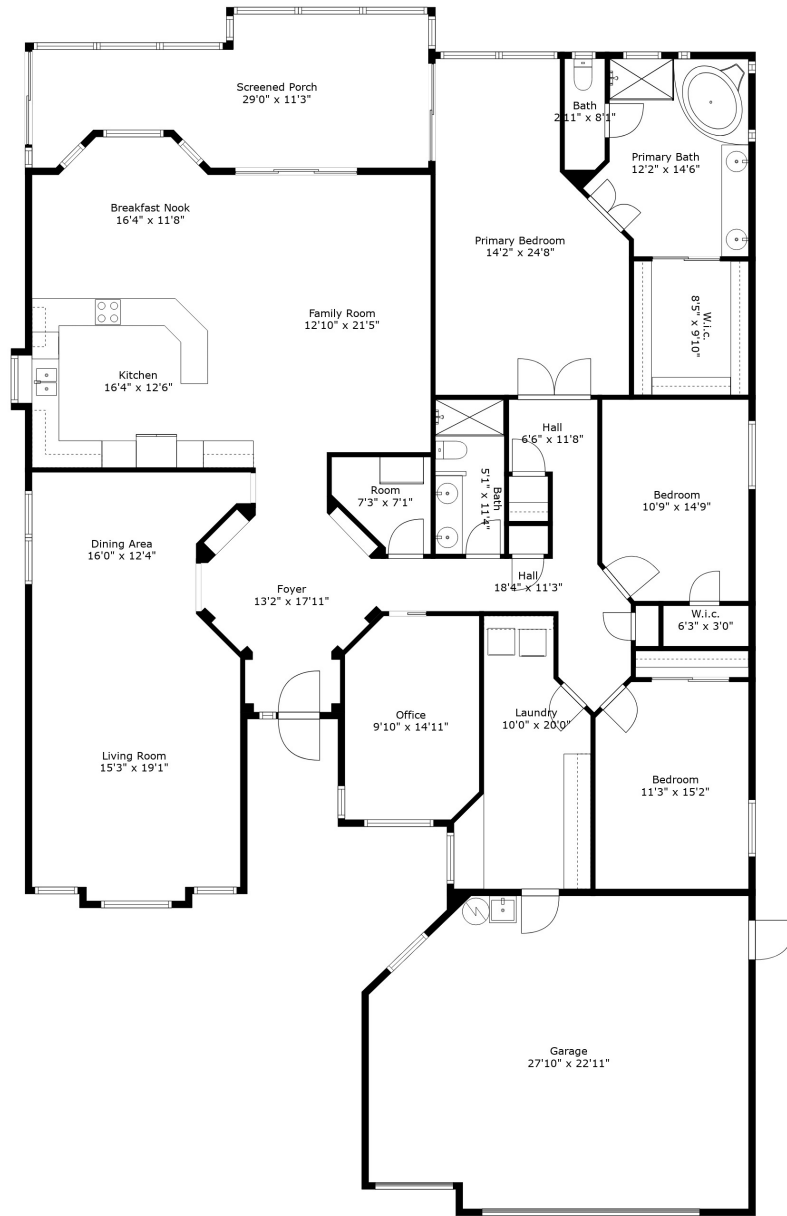 Screened Porch
29'0" x 11'3"
Bath
2'11" x 8'1"
Primary Bath
12'2" x 14'6"
Breakfast Nook
16'4" x 11'8"
Primary Bedroom
14'2" x 24'8"
Family Room
12'10" x 21'5"
W.i.c.
8'5" x 9'10"
Kitchen
16'4" x 12'6"
Hall
6'6" x 11'8"
Room
7'3" x 7'1"
Bath
5'1" x 11'4"
Bedroom
10'9" x 14'9"
Dining Area
16'0" x 12'4"
Hall
18'4" x 11'3"
Foyer
13'2" x 17'11"
W.i.c.
6'3" x 3'0"
Office
9'10" x 14'11"
Laundry
10'0" x 20'0"
Living Room
15'3" x 19'1"
Bedroom
11'3" x 15'2"
Garage
27'10" x 22'11"